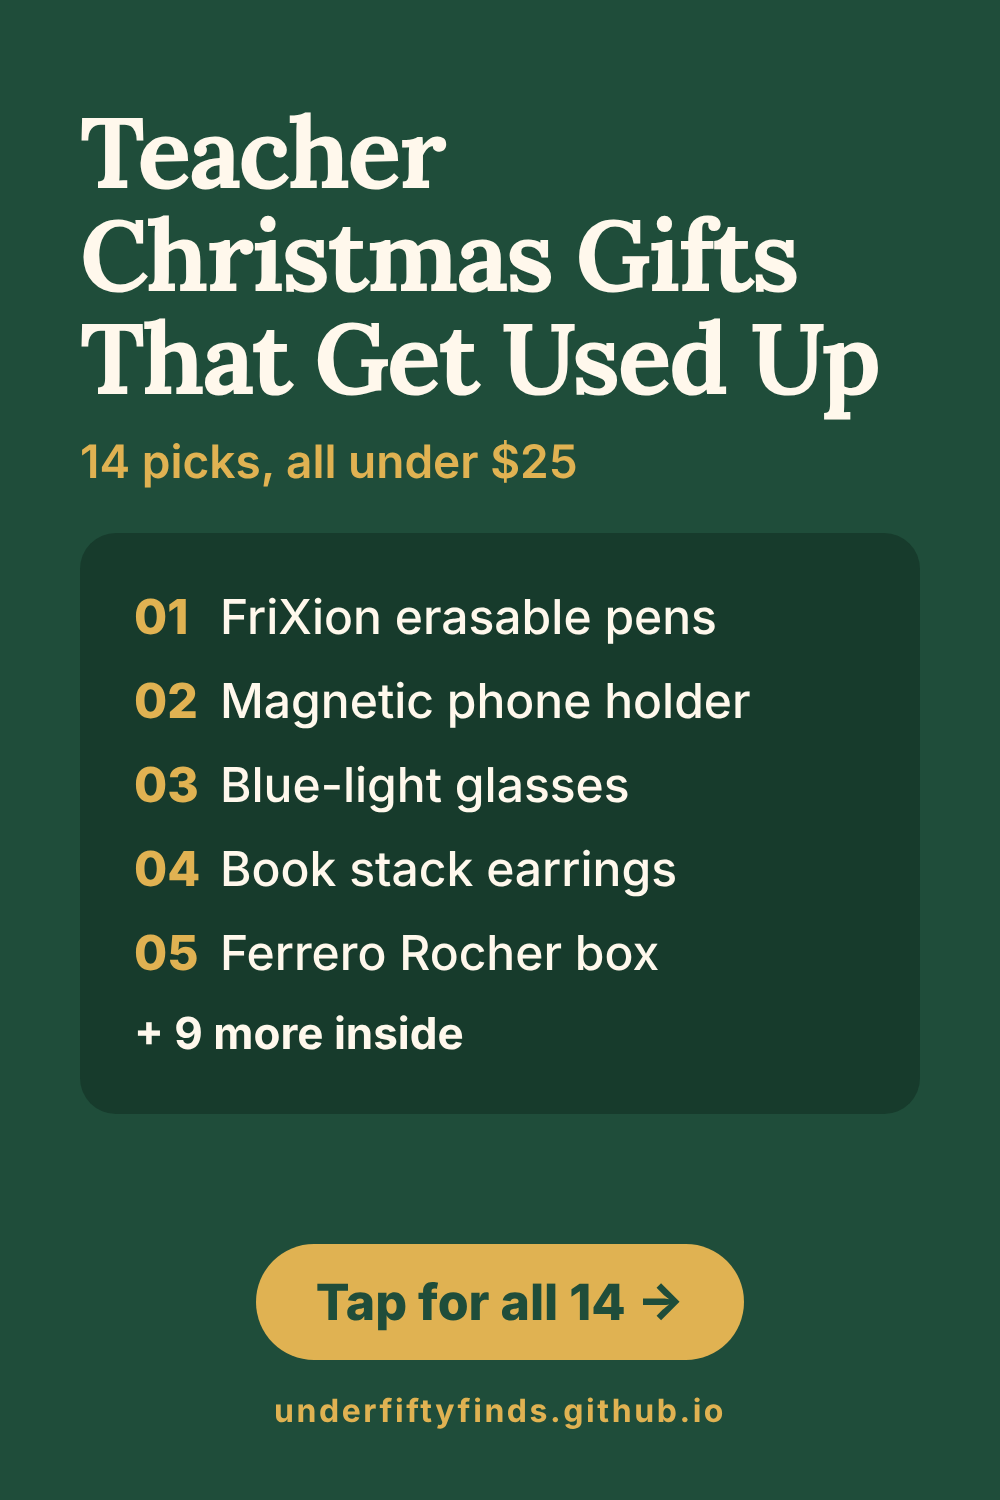 Teacher
Christmas Gifts
That Get Used Up
14 picks, all under $25
01 FriXion erasable pens
02 Magnetic phone holder
03 Blue-light glasses
04 Book stack earrings
05 Ferrero Rocher box
+ 9 more inside
Tap for all 14 →
underfiftyfinds.github.io